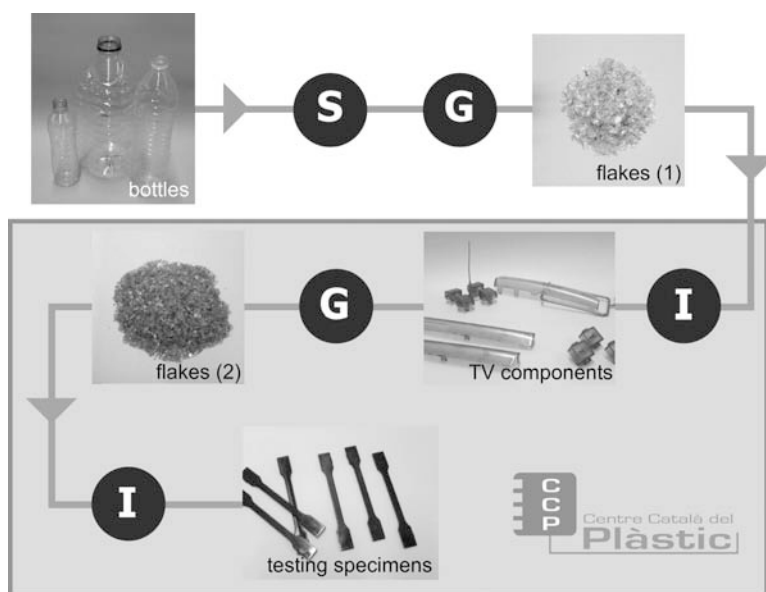 bottles
S
G
flakes (1)
flakes (2)
G
TV components
I
I
testing specimens
CCP
Centre Català del
Plàstic